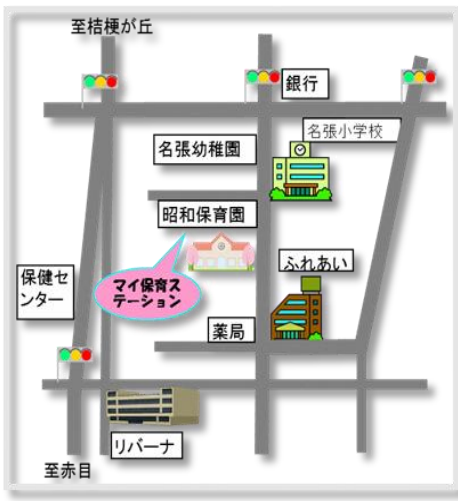 至桔梗が丘
銀行
名張小学校
名張幼稚園
昭和保育園
ふれあい
保健セ
ンター
マイ保育ス
テーション
薬局
リバーナ
至赤目